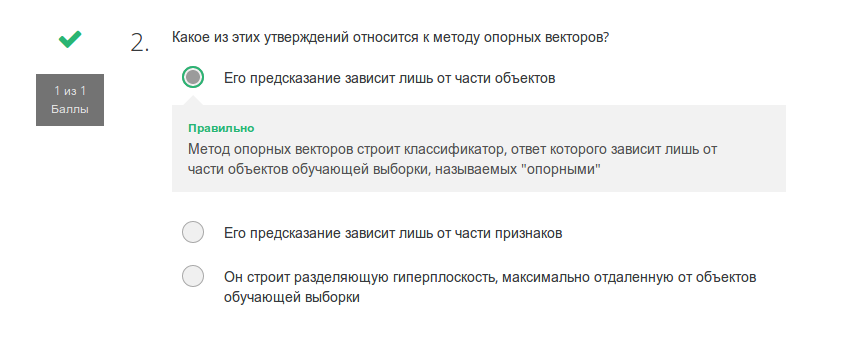 2.
Какое из этих утверждений относится к методу опорных векторов?
1 из 1
Баллы
Его предсказание зависит лишь от части объектов
Правильно
Метод опорных векторов строит классификатор, ответ которого зависит лишь от
части объектов обучающей выборки, называемых "опорными"
Его предсказание зависит лишь от части признаков
Он строит разделяющую гиперплоскость, максимально отдаленную от объектов
обучающей выборки